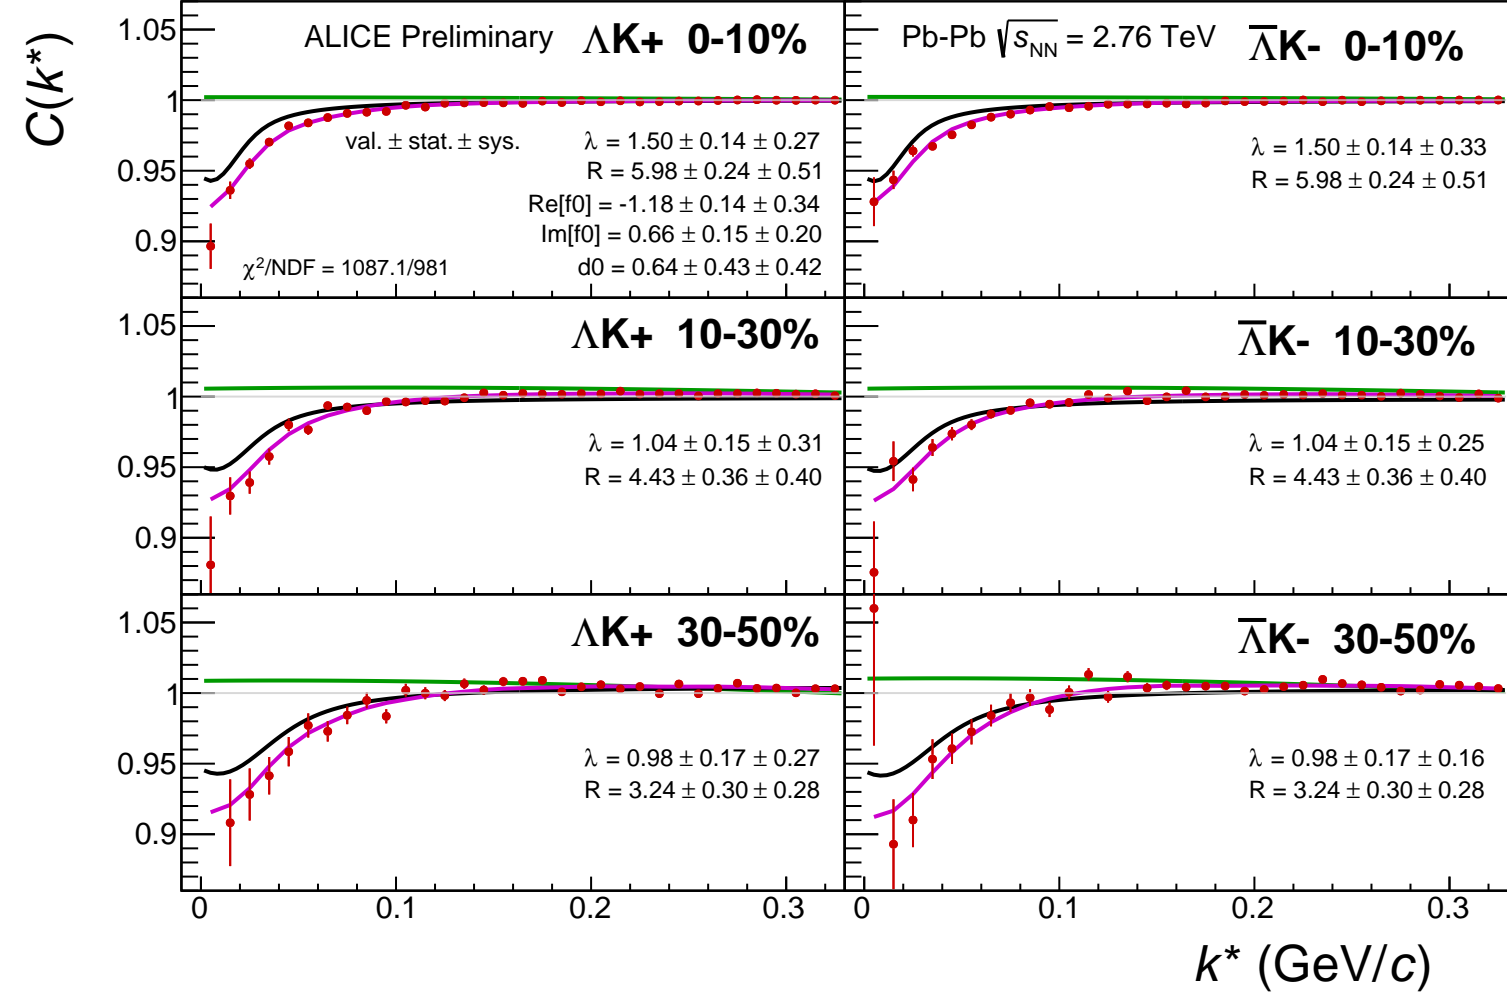 C(k*)
ALICE Preliminary ΛK+ 0-10%
val. ± stat. ± sys.
λ = 1.50 ± 0.14 ± 0.27
R = 5.98 ± 0.24 ± 0.51
Re[f0] = -1.18 ± 0.14 ± 0.34
Im[f0] = 0.66 ± 0.15 ± 0.20
χ²/NDF = 1087.1/981
d0 = 0.64 ± 0.43 ± 0.42
1.05
1
0.95
0.9
Pb-Pb √sNN = 2.76 TeV Λ̅K- 0-10%
λ = 1.50 ± 0.14 ± 0.33
R = 5.98 ± 0.24 ± 0.51
ΛK+ 10-30%
λ = 1.04 ± 0.15 ± 0.31
R = 4.43 ± 0.36 ± 0.40
1.05
1
0.95
0.9
Λ̅K- 10-30%
λ = 1.04 ± 0.15 ± 0.25
R = 4.43 ± 0.36 ± 0.40
ΛK+ 30-50%
λ = 0.98 ± 0.17 ± 0.27
R = 3.24 ± 0.30 ± 0.28
1.05
1
0.95
0.9
Λ̅K- 30-50%
λ = 0.98 ± 0.17 ± 0.16
R = 3.24 ± 0.30 ± 0.28
0 0.1 0.2 0.3
0 0.1 0.2 0.3
k* (GeV/c)